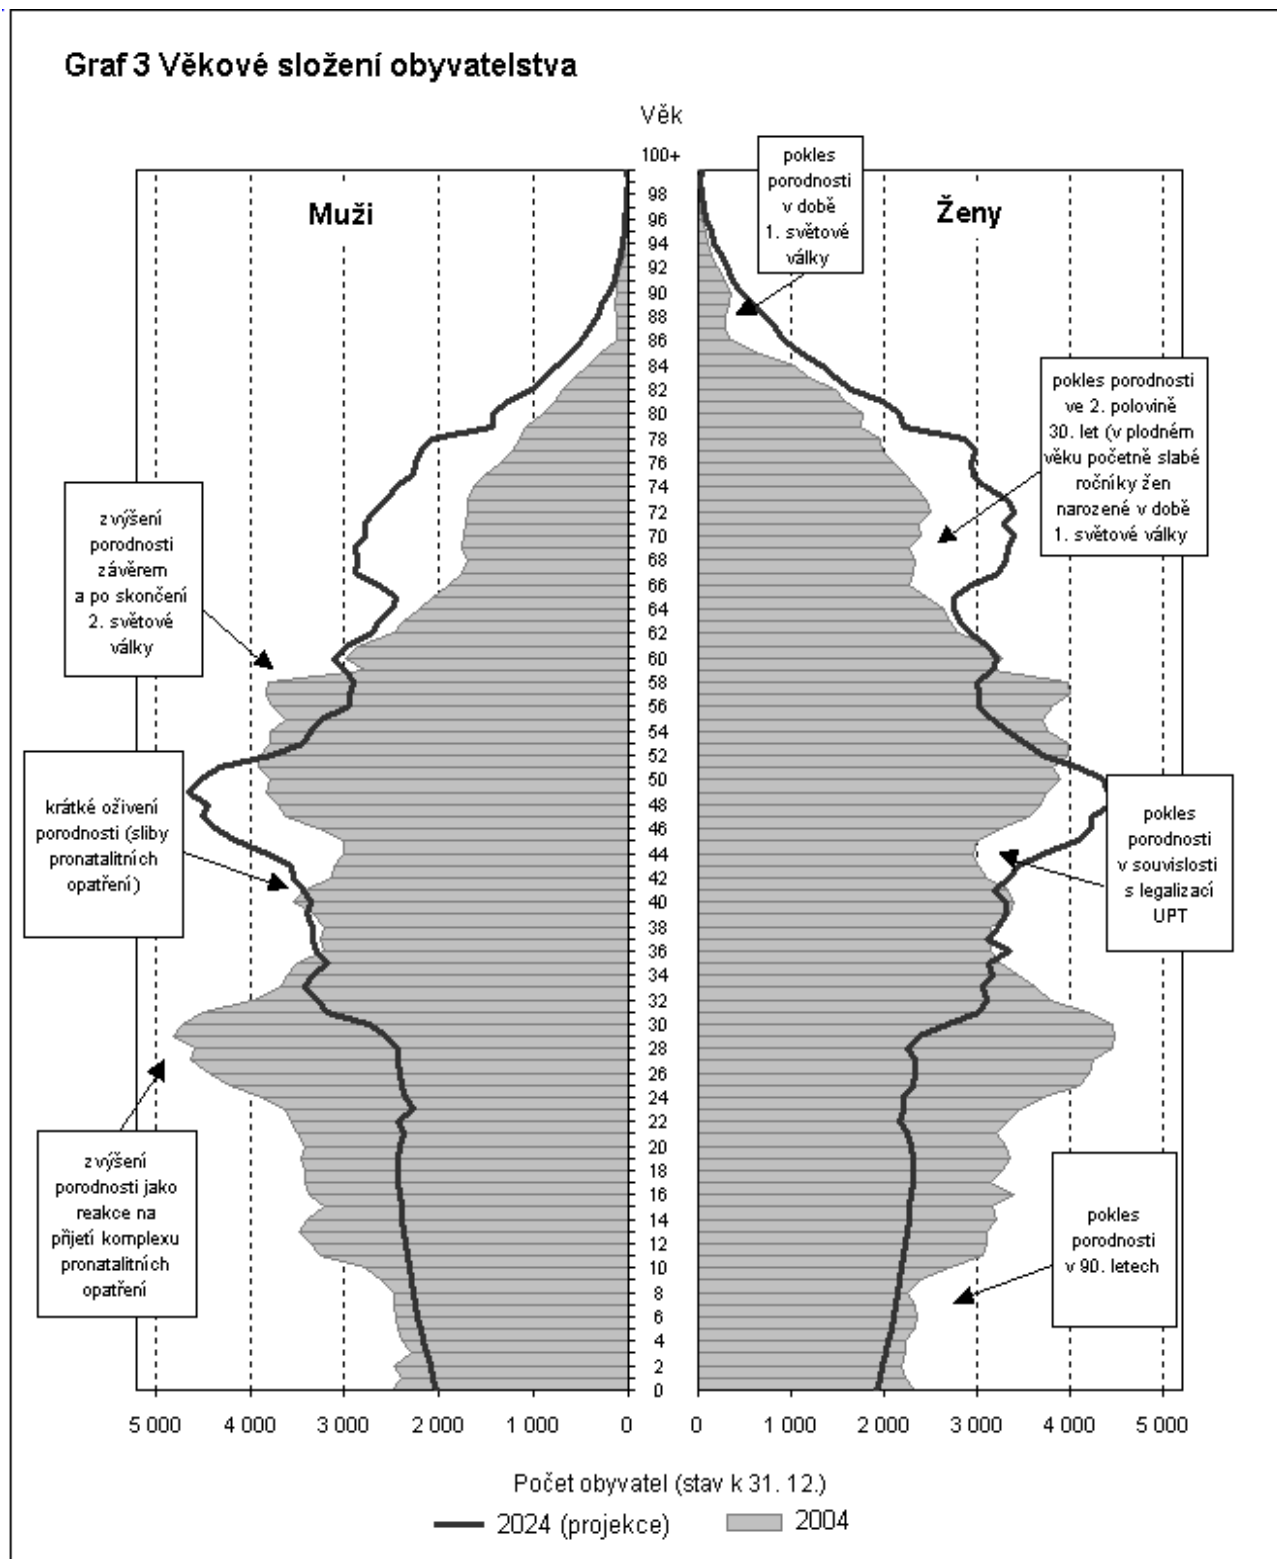 Graf 3 Věkové složení obyvatelstva
Věk
100+
98
96
94
92
90
88
86
84
82
80
78
76
74
72
70
68
66
64
62
60
58
56
54
52
50
48
46
44
42
40
38
36
34
32
30
28
26
24
22
20
18
16
14
12
10
8
6
4
2
0
Muži
Ženy
pokles
porodnosti
v době
1. světové
války
pokles porodnosti
ve 2. polovině
30. let (v plodném
věku početně slabé
ročníky žen
narozené v době
1. světové války
zvýšení
porodnosti
závěrem
a po skončení
2. světové
války
krátké oživení
porodnosti (sliby
pronatalitních
opatření)
pokles
porodnosti
v souvislosti
s legalizací
UPT
zvýšení
porodnosti jako
reakce na
přijetí komplexu
pronatalitních
opatření
pokles
porodnosti
v 90. letech
5 000 4 000 3 000 2 000 1 000 0
0 1 000 2 000 3 000 4 000 5 000
Počet obyvatel (stav k 31. 12.)
2024 (projekce) 2004